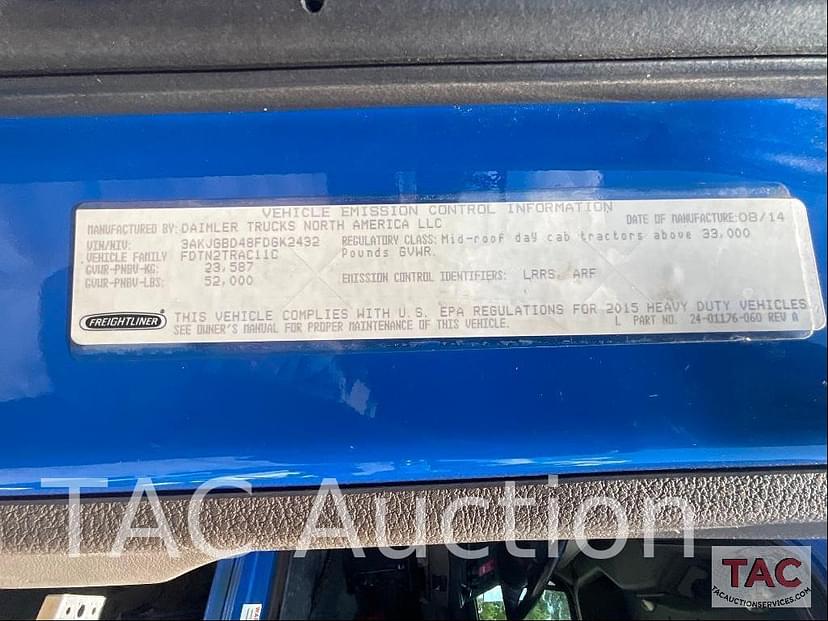 VEHICLE EMISSION CONTROL INFORMATION
MANUFACTURED BY: DAIMLER TRUCKS NORTH AMERICA LLC DATE OF MANUFACTURE: 08/14
VIN/NIV: 3AKJGBD48FDGK2432 REGULATORY CLASS: Mid-roof day cab tractors above 33,000
VEHICLE FAMILY FDTN2TRAC11C Pounds GVWR.
GVWR-PNBV-KG: 23,587
GVWR-PNBV-LBS: 52,000 EMISSION CONTROL IDENTIFIERS: LRRS, ARF
FREIGHTLINER
THIS VEHICLE COMPLIES WITH U.S. EPA REGULATIONS FOR 2015 HEAVY DUTY VEHICLES
SEE OWNER'S MANUAL FOR PROPER MAINTENANCE OF THIS VEHICLE. L PART NO. 24-01176-060 REV A
TAC Auction
TAC
TACAUCTIONSERVICES.COM